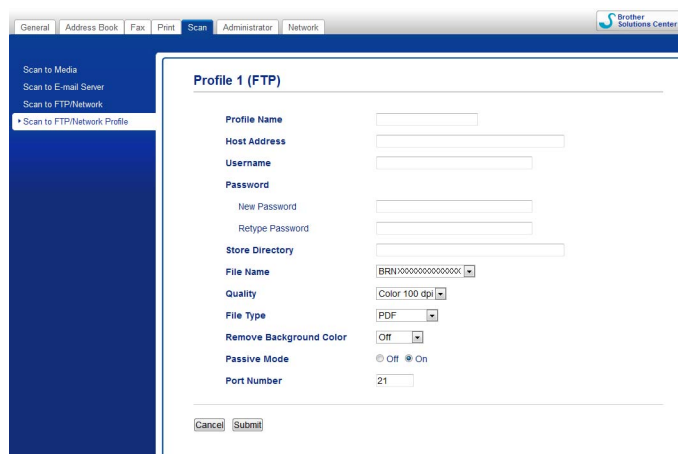 General Address Book Fax Print Scan Administrator Network
Brother
Solutions Center
Scan to Media
Scan to E-mail Server
Scan to FTP/Network
Scan to FTP/Network Profile
Profile 1 (FTP)
Profile Name
Host Address
Username
Password
New Password
Retype Password
Store Directory
File Name BRNXXXXXXXXXXXXXX
Quality Color 100 dpi
File Type PDF
Remove Background Color Off
Passive Mode Off On
Port Number 21
Cancel Submit